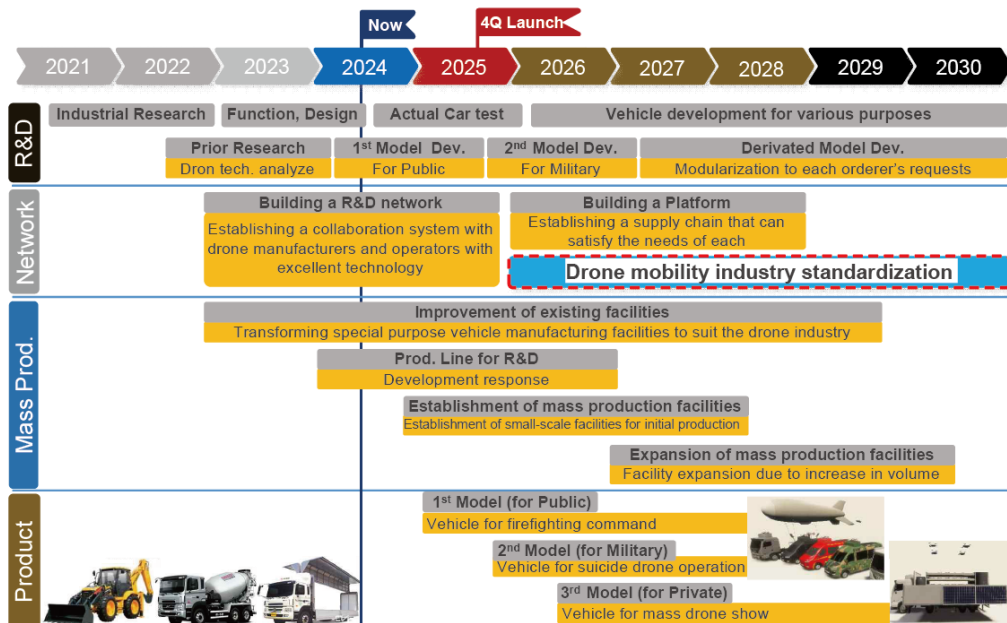 Now
4Q Launch
2021
2022
2023
2024
2025
2026
2027
2028
2029
2030
R&D
Industrial Research
Function, Design
Actual Car test
Vehicle development for various purposes
Prior Research
Dron tech. analyze
1st Model Dev.
For Public
2nd Model Dev.
For Military
Derivated Model Dev.
Modularization to each orderer's requests
Network
Building a R&D network
Establishing a collaboration system with
drone manufacturers and operators with
excellent technology
Building a Platform
Establishing a supply chain that can
satisfy the needs of each
Drone mobility industry standardization
Mass Prod.
Improvement of existing facilities
Transforming special purpose vehicle manufacturing facilities to suit the drone industry
Prod. Line for R&D
Development response
Establishment of mass production facilities
Establishment of small-scale facilities for initial production
Expansion of mass production facilities
Facility expansion due to increase in volume
Product
1st Model (for Public)
Vehicle for firefighting command
2nd Model (for Military)
Vehicle for suicide drone operation
3rd Model (for Private)
Vehicle for mass drone show